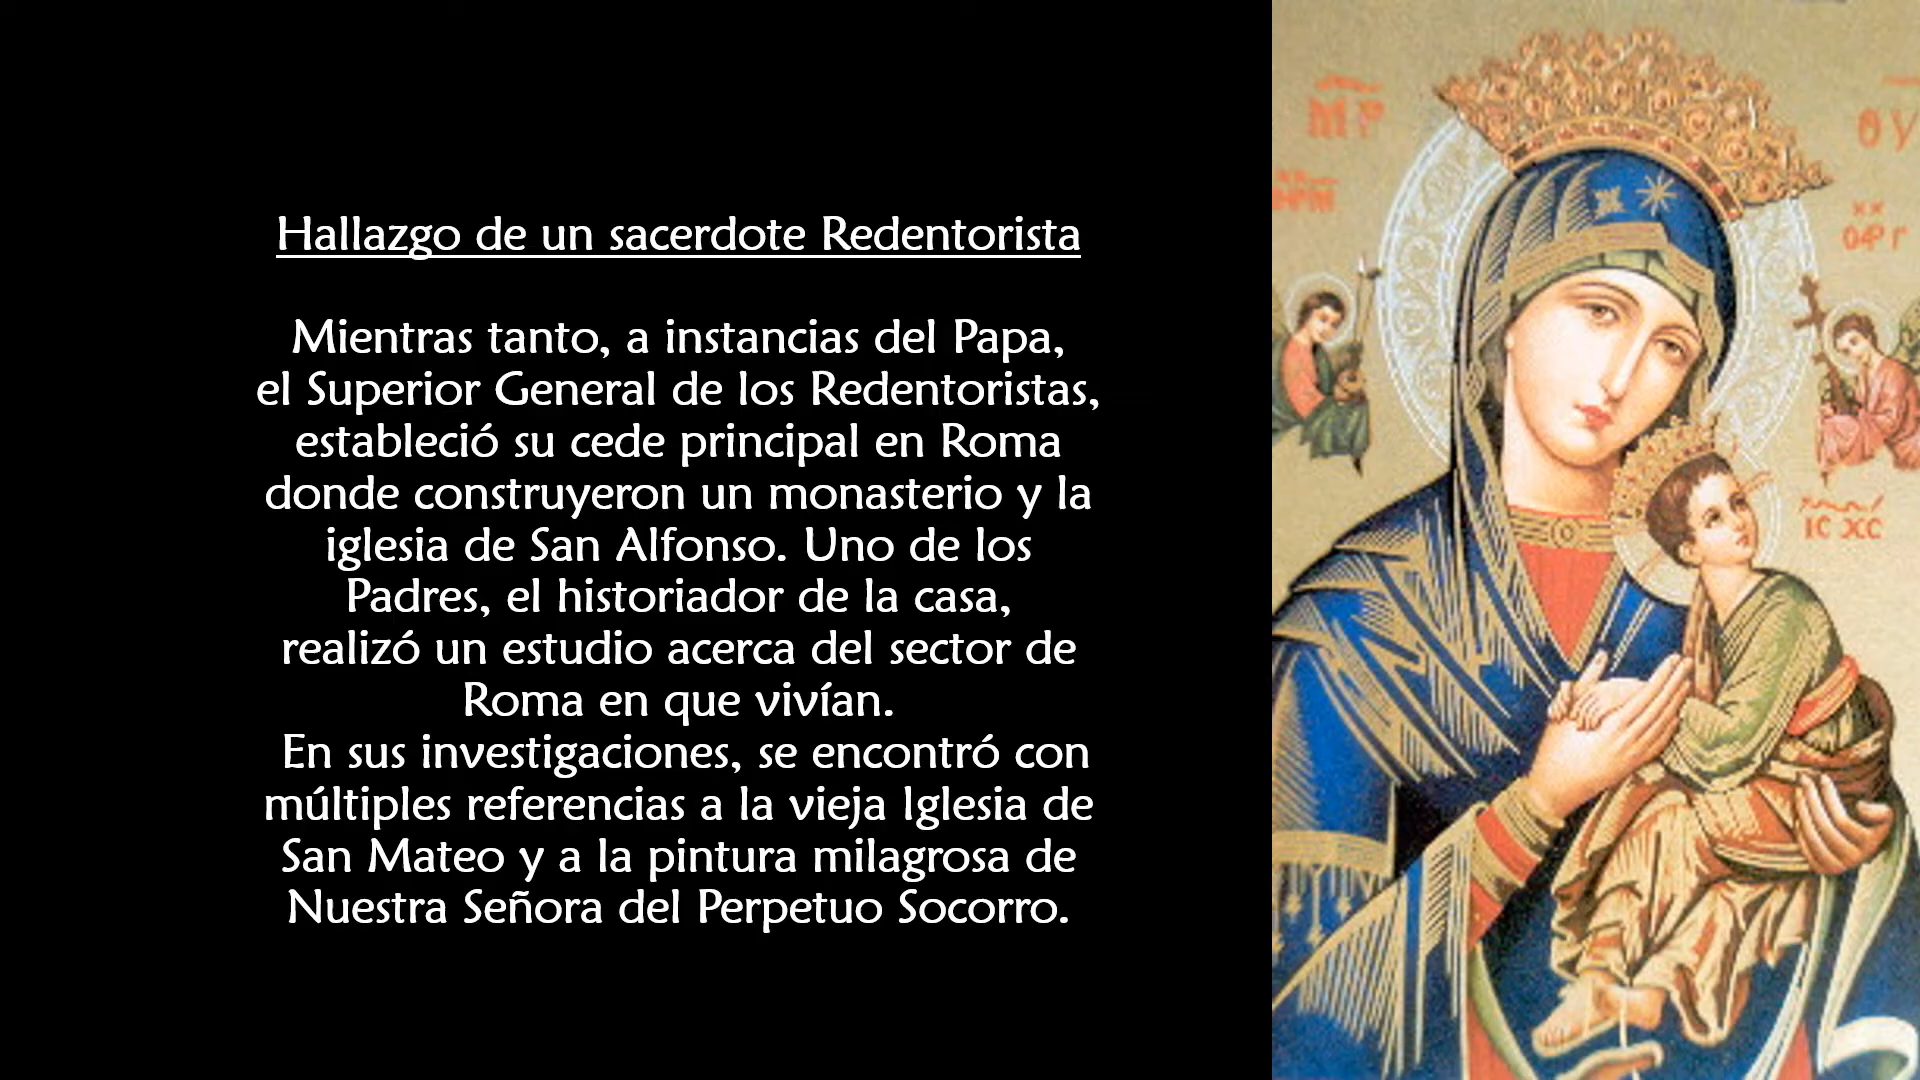 Hallazgo de un sacerdote Redentorista
Mientras tanto, a instancias del Papa,
el Superior General de los Redentoristas,
estableció su cede principal en Roma
donde construyeron un monasterio y la
iglesia de San Alfonso. Uno de los
Padres, el historiador de la casa,
realizó un estudio acerca del sector de
Roma en que vivían.
En sus investigaciones, se encontró con
múltiples referencias a la vieja Iglesia de
San Mateo y a la pintura milagrosa de
Nuestra Señora del Perpetuo Socorro.
ΜΡ
ΘΥ
IC XC